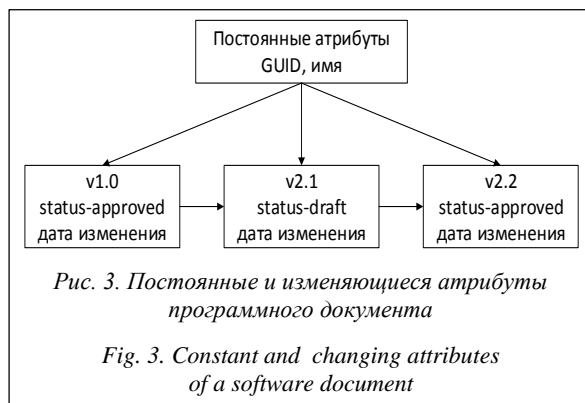 Постоянные атрибуты
GUID, имя
v1.0
status-approved
дата изменения
v2.1
status-draft
дата изменения
v2.2
status-approved
дата изменения
Рис. 3. Постоянные и изменяющиеся атрибуты
программного документа
Fig. 3. Constant and changing attributes
of a software document